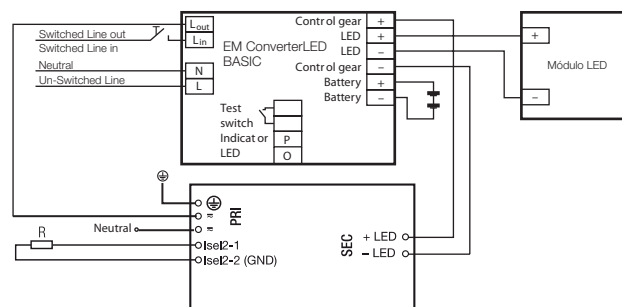 Switched Line out
Switched Line in
Neutral
Un-Switched Line
Lout
Lin
N
L
EM ConverterLED
BASIC
Test
switch
Indicator
LED
P
O
Control gear +
LED +
LED –
Control gear –
Battery +
Battery –
+
–
Módulo LED
=
=
Neutral
R
Isel2-1
Isel2-2 (GND)
PRI
SEC
+ LED
– LED